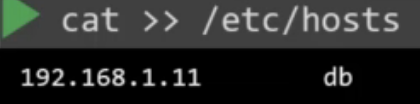 cat >> /etc/hosts
192.168.1.11 db